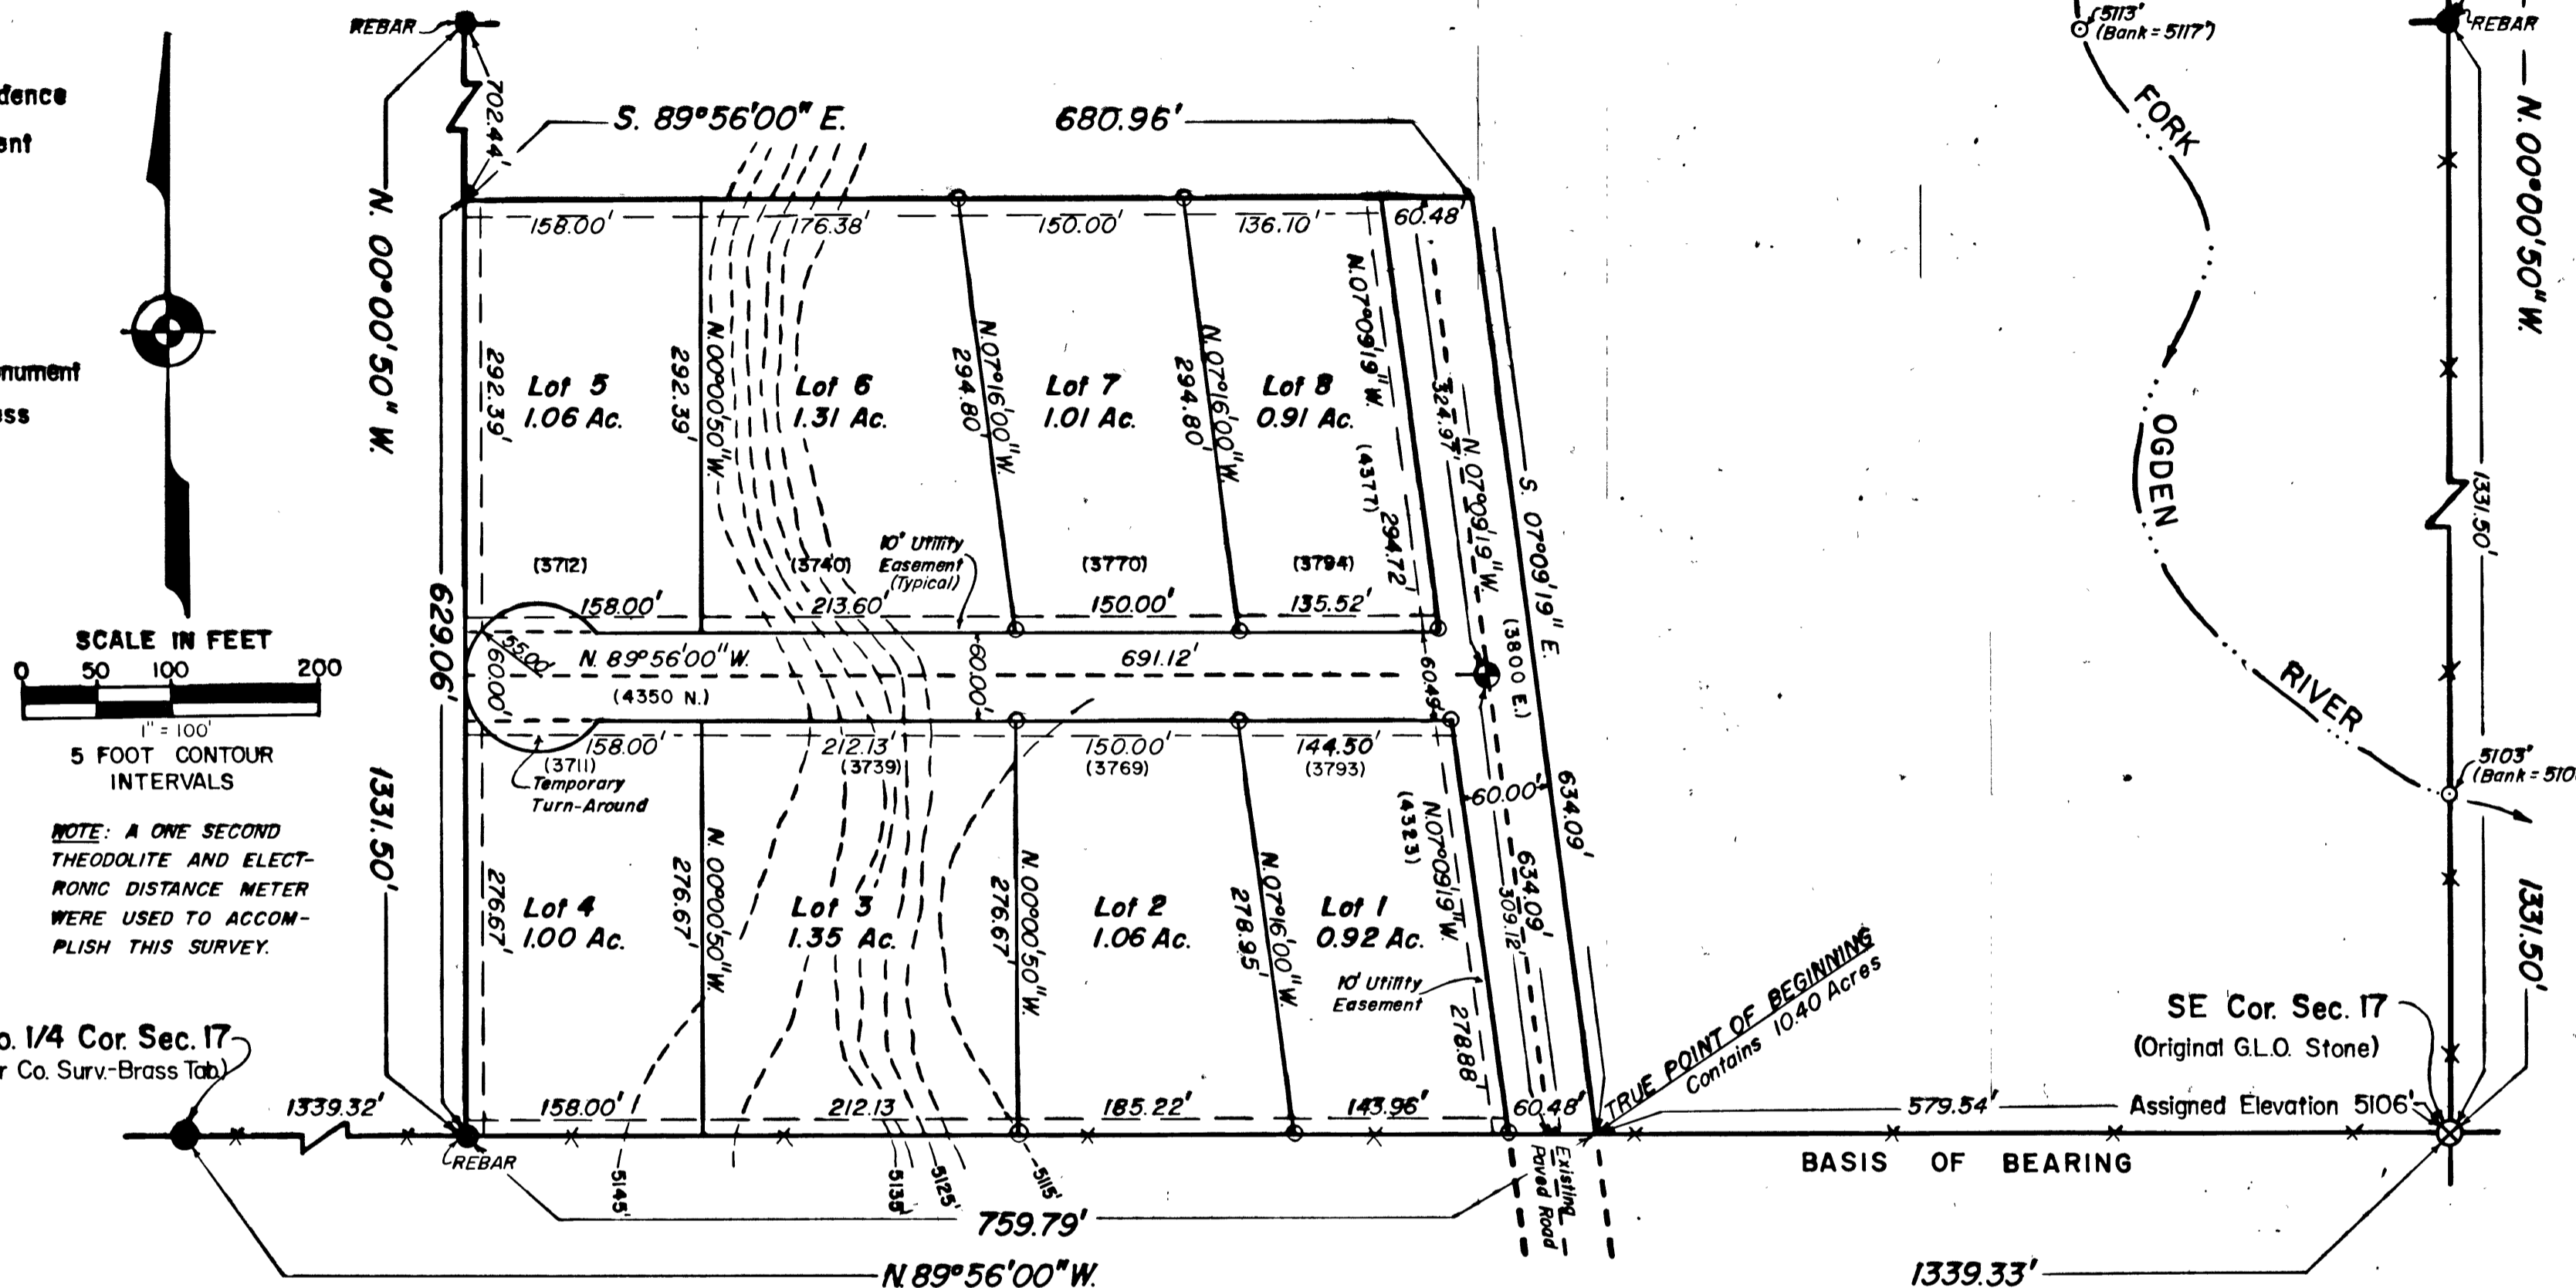 REBAR
5113'
(Bank = 5117')
REBAR
dence
ent
nument
ess
S. 89°56'00" E.
680.96'
702.44'
N. 00°00'50" W.
N. 00°00'50" W.
FORK
OGDEN
RIVER
158.00'
176.38'
150.00'
136.10'
60.48'
292.39'
292.39'
N.00°00'50"W.
N.07°16'00"W.
294.80'
N.07°16'00"W.
294.80'
N.07°09'19"W.
(4377)
294.72'
324.97'
N.07°09'19"W.
S. 07°09'19" E.
(3800 E.)
Lot 5
1.06 Ac.
Lot 6
1.31 Ac.
Lot 7
1.01 Ac.
Lot 8
0.91 Ac.
10' Utility
Easement
(Typical)
(3712)
(3740)
(3770)
(3794)
158.00'
213.60'
150.00'
135.52'
55.00'
60.00'
N. 89°56'00"W.
691.12'
(4350 N.)
60.00'
60.49'
629.06'
1331.50'
1331.50'
1331.50'
SCALE IN FEET
0 50 100 200
1" = 100'
5 FOOT CONTOUR
INTERVALS
NOTE: A ONE SECOND
THEODOLITE AND ELECT-
RONIC DISTANCE METER
WERE USED TO ACCOM-
PLISH THIS SURVEY.
158.00'
212.13'
150.00'
144.50'
(3711)
(3739)
(3769)
(3793)
Temporary
Turn-Around
60.00'
634.09'
634.09'
309.12'
5103'
(Bank = 510
276.67'
276.67'
N. 00°00'50"W.
276.67'
N.00°00'50"W.
278.95'
N.07°16'00"W.
(4323)
N.07°09'19"W.
278.88'
Lot 4
1.00 Ac.
Lot 3
1.35 Ac.
Lot 2
1.06 Ac.
Lot 1
0.92 Ac.
10' Utility
Easement
TRUE POINT OF BEGINNING
Contains 10.40 Acres
o. 1/4 Cor. Sec. 17
r Co. Surv.-Brass Tab.)
SE Cor. Sec. 17
(Original G.L.O. Stone)
1339.32'
158.00'
212.13
185.22'
143.96'
60.48'
579.54'
Assigned Elevation 5106'
REBAR
5145'
5135'
5125'
5115'
Existing
Paved Road
BASIS OF BEARING
759.79'
N.89°56'00"W.
1339.33'